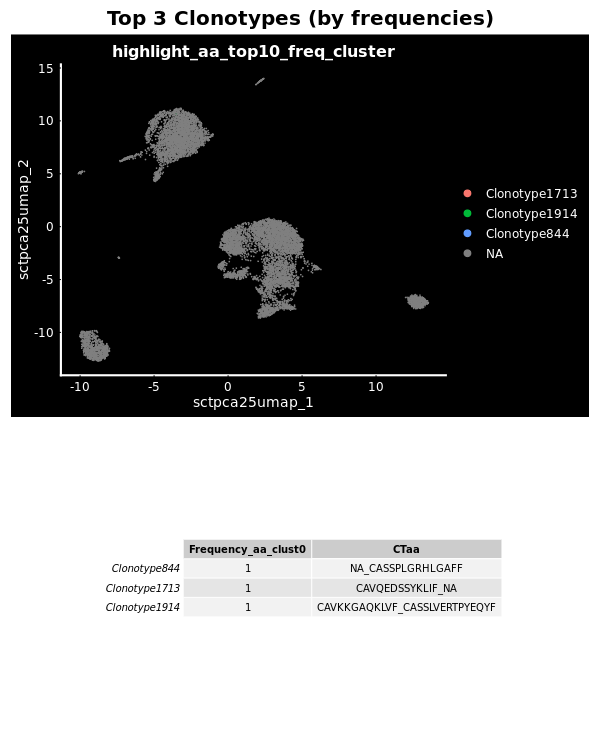 Top 3 Clonotypes (by frequencies)
highlight_aa_top10_freq_cluster
15
10
5
0
-5
-10
sctpca25umap_2
-10 -5 0 5 10
sctpca25umap_1
Clonotype1713
Clonotype1914
Clonotype844
NA
Frequency_aa_clust0 CTaa
Clonotype844 1 NA_CASSPLGRHLGAFF
Clonotype1713 1 CAVQEDSSYKLIF_NA
Clonotype1914 1 CAVKKGAQKLVF_CASSLVERTPYEQYF